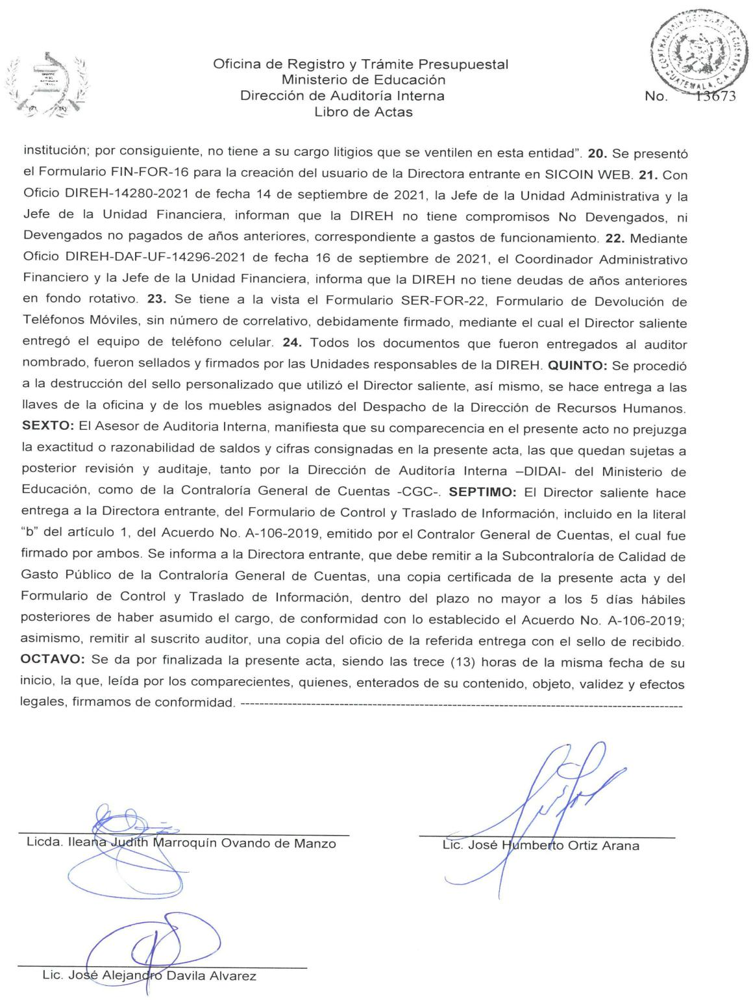 CONTRALORIA GENERAL DE CUENTAS
GUATEMALA, C.A.
Oficina de Registro y Trámite Presupuestal
Ministerio de Educación
Dirección de Auditoría Interna
No. 13673
Libro de Actas
institución; por consiguiente, no tiene a su cargo litigios que se ventilen en esta entidad”. 20. Se presentó
el Formulario FIN-FOR-16 para la creación del usuario de la Directora entrante en SICOIN WEB. 21. Con
Oficio DIREH-14280-2021 de fecha 14 de septiembre de 2021, la Jefe de la Unidad Administrativa y la
Jefe de la Unidad Financiera, informan que la DIREH no tiene compromisos No Devengados, ni
Devengados no pagados de años anteriores, correspondiente a gastos de funcionamiento. 22. Mediante
Oficio DIREH-DAF-UF-14296-2021 de fecha 16 de septiembre de 2021, el Coordinador Administrativo
Financiero y la Jefe de la Unidad Financiera, informa que la DIREH no tiene deudas de años anteriores
en fondo rotativo. 23. Se tiene a la vista el Formulario SER-FOR-22, Formulario de Devolución de
Teléfonos Móviles, sin número de correlativo, debidamente firmado, mediante el cual el Director saliente
entregó el equipo de teléfono celular. 24. Todos los documentos que fueron entregados al auditor
nombrado, fueron sellados y firmados por las Unidades responsables de la DIREH. QUINTO: Se procedió
a la destrucción del sello personalizado que utilizó el Director saliente, así mismo, se hace entrega a las
llaves de la oficina y de los muebles asignados del Despacho de la Dirección de Recursos Humanos.
SEXTO: El Asesor de Auditoria Interna, manifiesta que su comparecencia en el presente acto no prejuzga
la exactitud o razonabilidad de saldos y cifras consignadas en la presente acta, las que quedan sujetas a
posterior revisión y auditaje, tanto por la Dirección de Auditoría Interna –DIDAI- del Ministerio de
Educación, como de la Contraloría General de Cuentas -CGC-. SEPTIMO: El Director saliente hace
entrega a la Directora entrante, del Formulario de Control y Traslado de Información, incluido en la literal
“b” del artículo 1, del Acuerdo No. A-106-2019, emitido por el Contralor General de Cuentas, el cual fue
firmado por ambos. Se informa a la Directora entrante, que debe remitir a la Subcontraloría de Calidad de
Gasto Público de la Contraloría General de Cuentas, una copia certificada de la presente acta y del
Formulario de Control y Traslado de Información, dentro del plazo no mayor a los 5 días hábiles
posteriores de haber asumido el cargo, de conformidad con lo establecido el Acuerdo No. A-106-2019;
asimismo, remitir al suscrito auditor, una copia del oficio de la referida entrega con el sello de recibido.
OCTAVO: Se da por finalizada la presente acta, siendo las trece (13) horas de la misma fecha de su
inicio, la que, leída por los comparecientes, quienes, enterados de su contenido, objeto, validez y efectos
legales, firmamos de conformidad. ------------------------------------------------------------------------------------------
Licda. Ileana Judith Marroquín Ovando de Manzo
Lic. José Humberto Ortiz Arana
Lic. José Alejandro Davila Alvarez